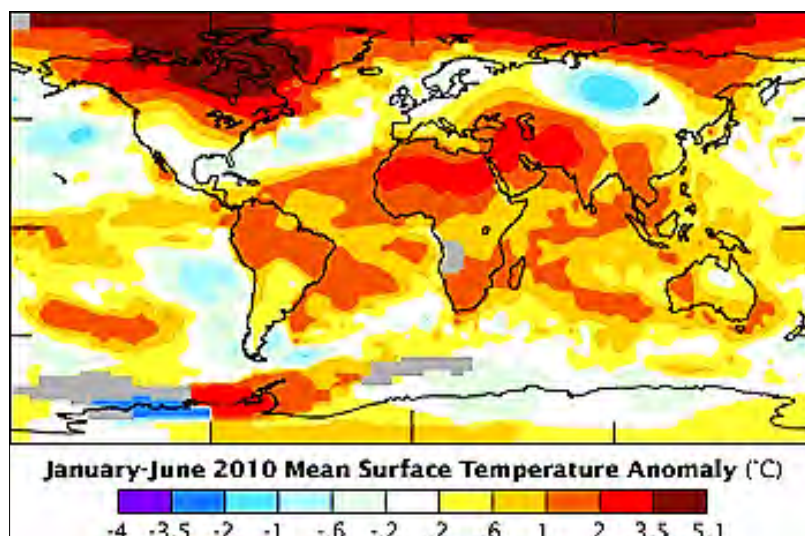 January-June 2010 Mean Surface Temperature Anomaly (°C)
-4 -3.5 -2 -1 -.6 -.2 .2 .6 1 2 3.5 5.1